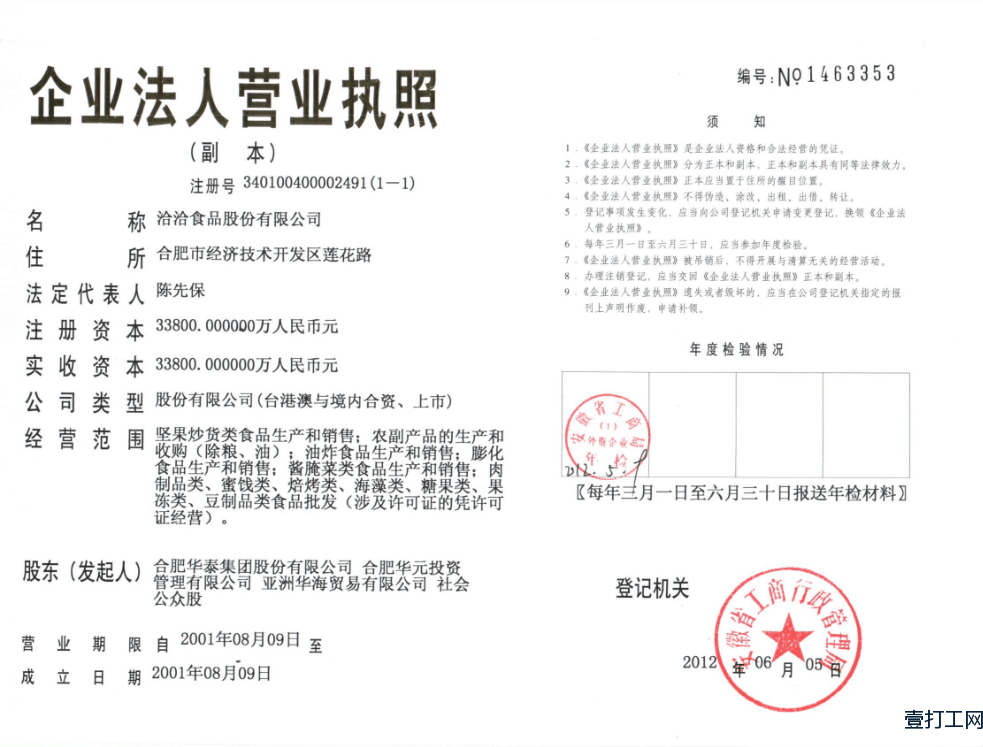 企业法人营业执照
(副 本)
注册号 340100400002491(1-1)
名 称 洽洽食品股份有限公司
住 所 合肥市经济技术开发区莲花路
法定代表人 陈先保
注册资本 33800.000000万人民币元
实收资本 33800.000000万人民币元
公司类型 股份有限公司(台港澳与境内合资、上市)
经营范围 坚果炒货类食品生产和销售；农副产品的生产和
收购（除粮、油）；油炸食品生产和销售；膨化
食品生产和销售；酱腌菜类食品生产和销售；肉
制品类、蜜饯类、焙烤类、海藻类、糖果类、果
冻类、豆制品类食品批发（涉及许可证的凭许可
证经营）。
股东（发起人） 合肥华泰集团股份有限公司 合肥华元投资
管理有限公司 亚洲华海贸易有限公司 社会
公众股
营业期限 自 2001年08月09日 至
成立日期 2001年08月09日
编号:No 1463353
须 知
1．《企业法人营业执照》是企业法人资格和合法经营的凭证。
2．《企业法人营业执照》分为正本和副本，正本和副本具有同等法律效力。
3．《企业法人营业执照》正本应当置于住所的醒目位置。
4．《企业法人营业执照》不得伪造、涂改、出租、出借、转让。
5．登记事项发生变化，应当向公司登记机关申请变更登记，换领《企业法
人营业执照》。
6．每年三月一日至六月三十日，应当参加年度检验。
7．《企业法人营业执照》被吊销后，不得开展与清算无关的经营活动。
8．办理注销登记，应当交回《企业法人营业执照》正本和副本。
9．《企业法人营业执照》遗失或者毁坏的，应当在公司登记机关指定的报
刊上声明作废，申请补领。
年度检验情况
安徽省工商局
(1)
外资企业
年检
2012.5.9
〖每年三月一日至六月三十日报送年检材料〗
登记机关
安徽省工商行政管理局
2012 年 06 月 05 日
壹打工网